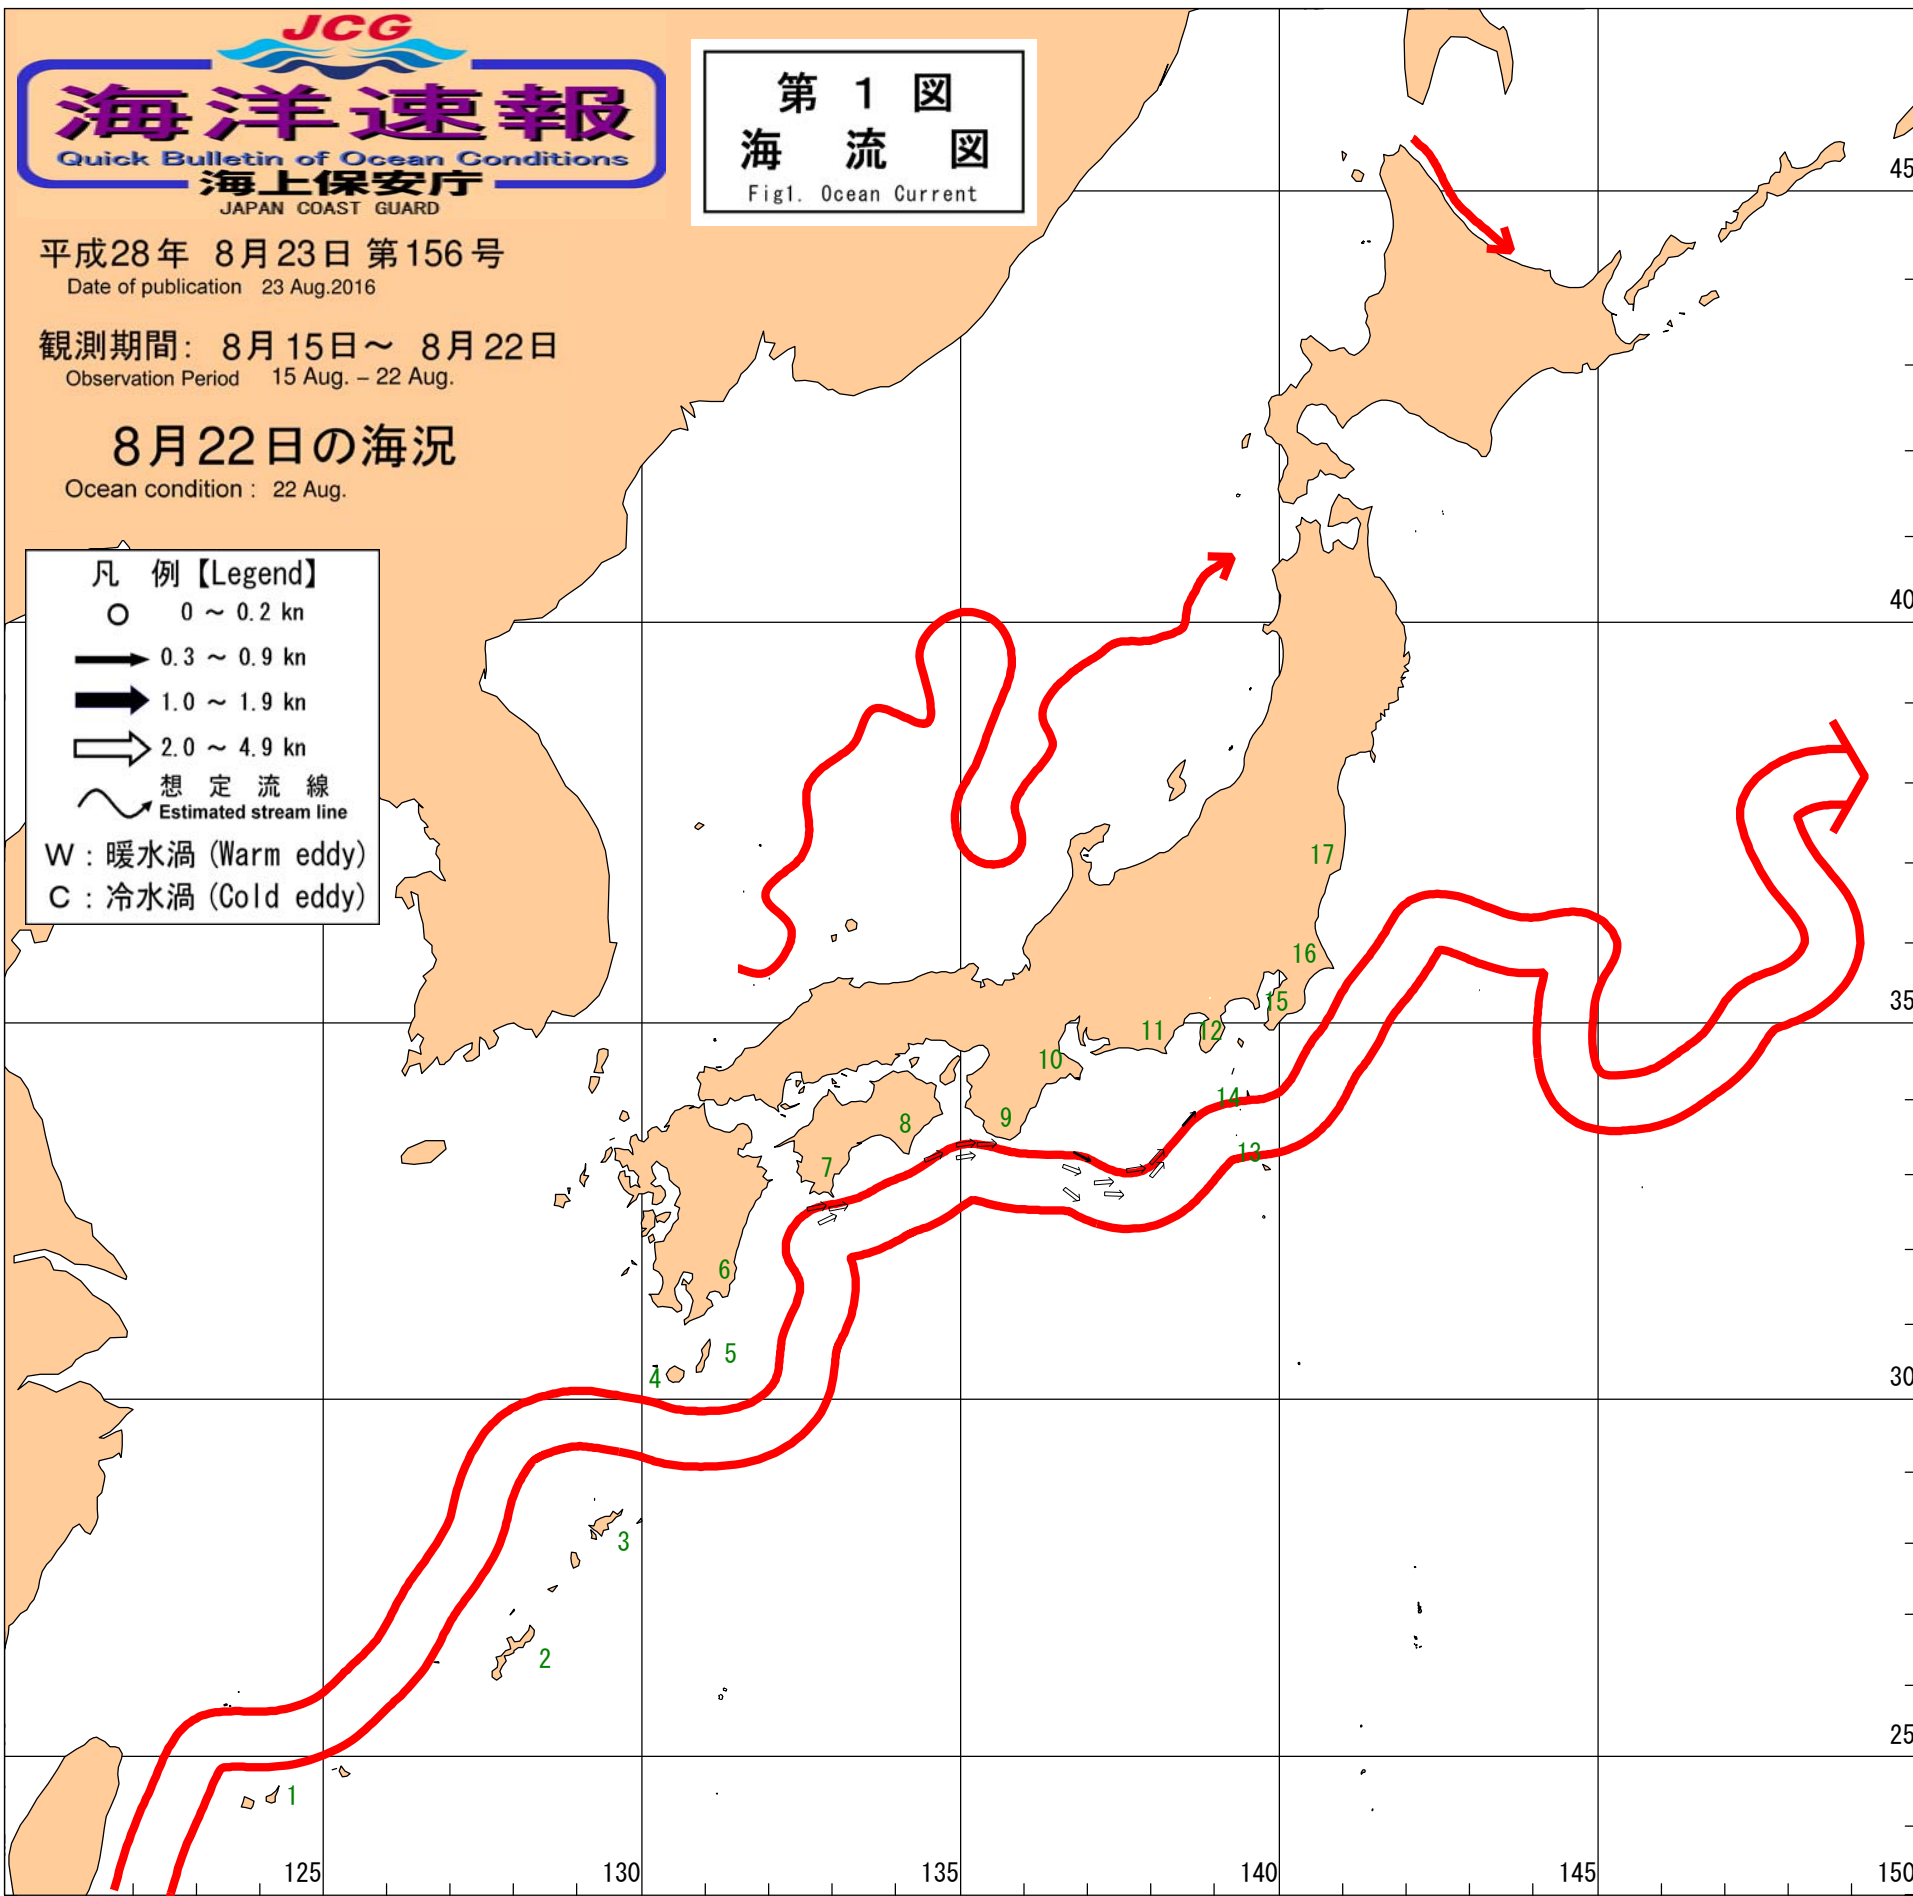 JCG
海洋速報
Quick Bulletin of Ocean Conditions
海上保安庁
JAPAN COAST GUARD
第 1 図
海 流 図
Fig1. Ocean Current
平成28年 8月23日 第156号
Date of publication 23 Aug.2016
観測期間: 8月15日～ 8月22日
Observation Period 15 Aug. – 22 Aug.
8月22日の海況
Ocean condition : 22 Aug.
凡 例【Legend】
0 ～ 0.2 kn
0.3 ～ 0.9 kn
1.0 ～ 1.9 kn
2.0 ～ 4.9 kn
想 定 流 線
Estimated stream line
W : 暖水渦 (Warm eddy)
C : 冷水渦 (Cold eddy)
45
40
17
16
35
15
11
12
10
14
9
8
13
7
6
5
4
30
3
2
25
1
125
130
135
140
145
150